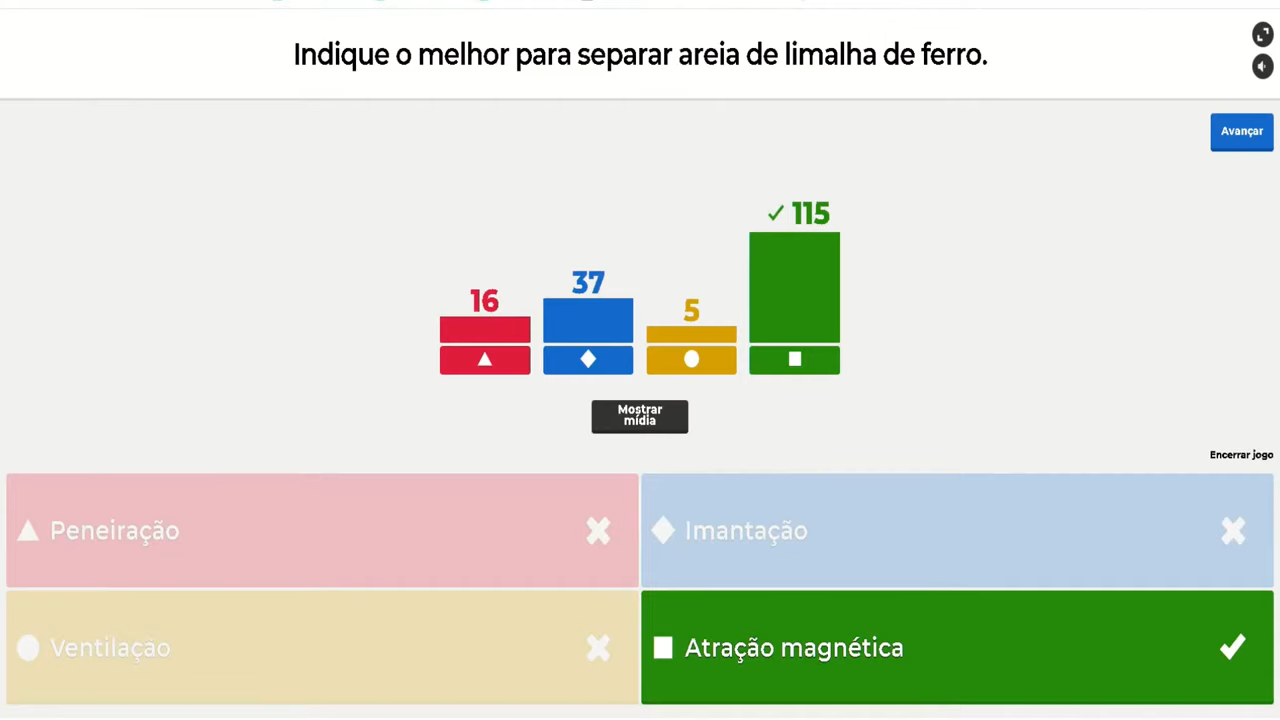 Indique o melhor para separar areia de limalha de ferro.
Avançar
115
37
16
5
Mostrar
mídia
Encerrar jogo
Peneiração
Imantação
Ventilação
Atração magnética